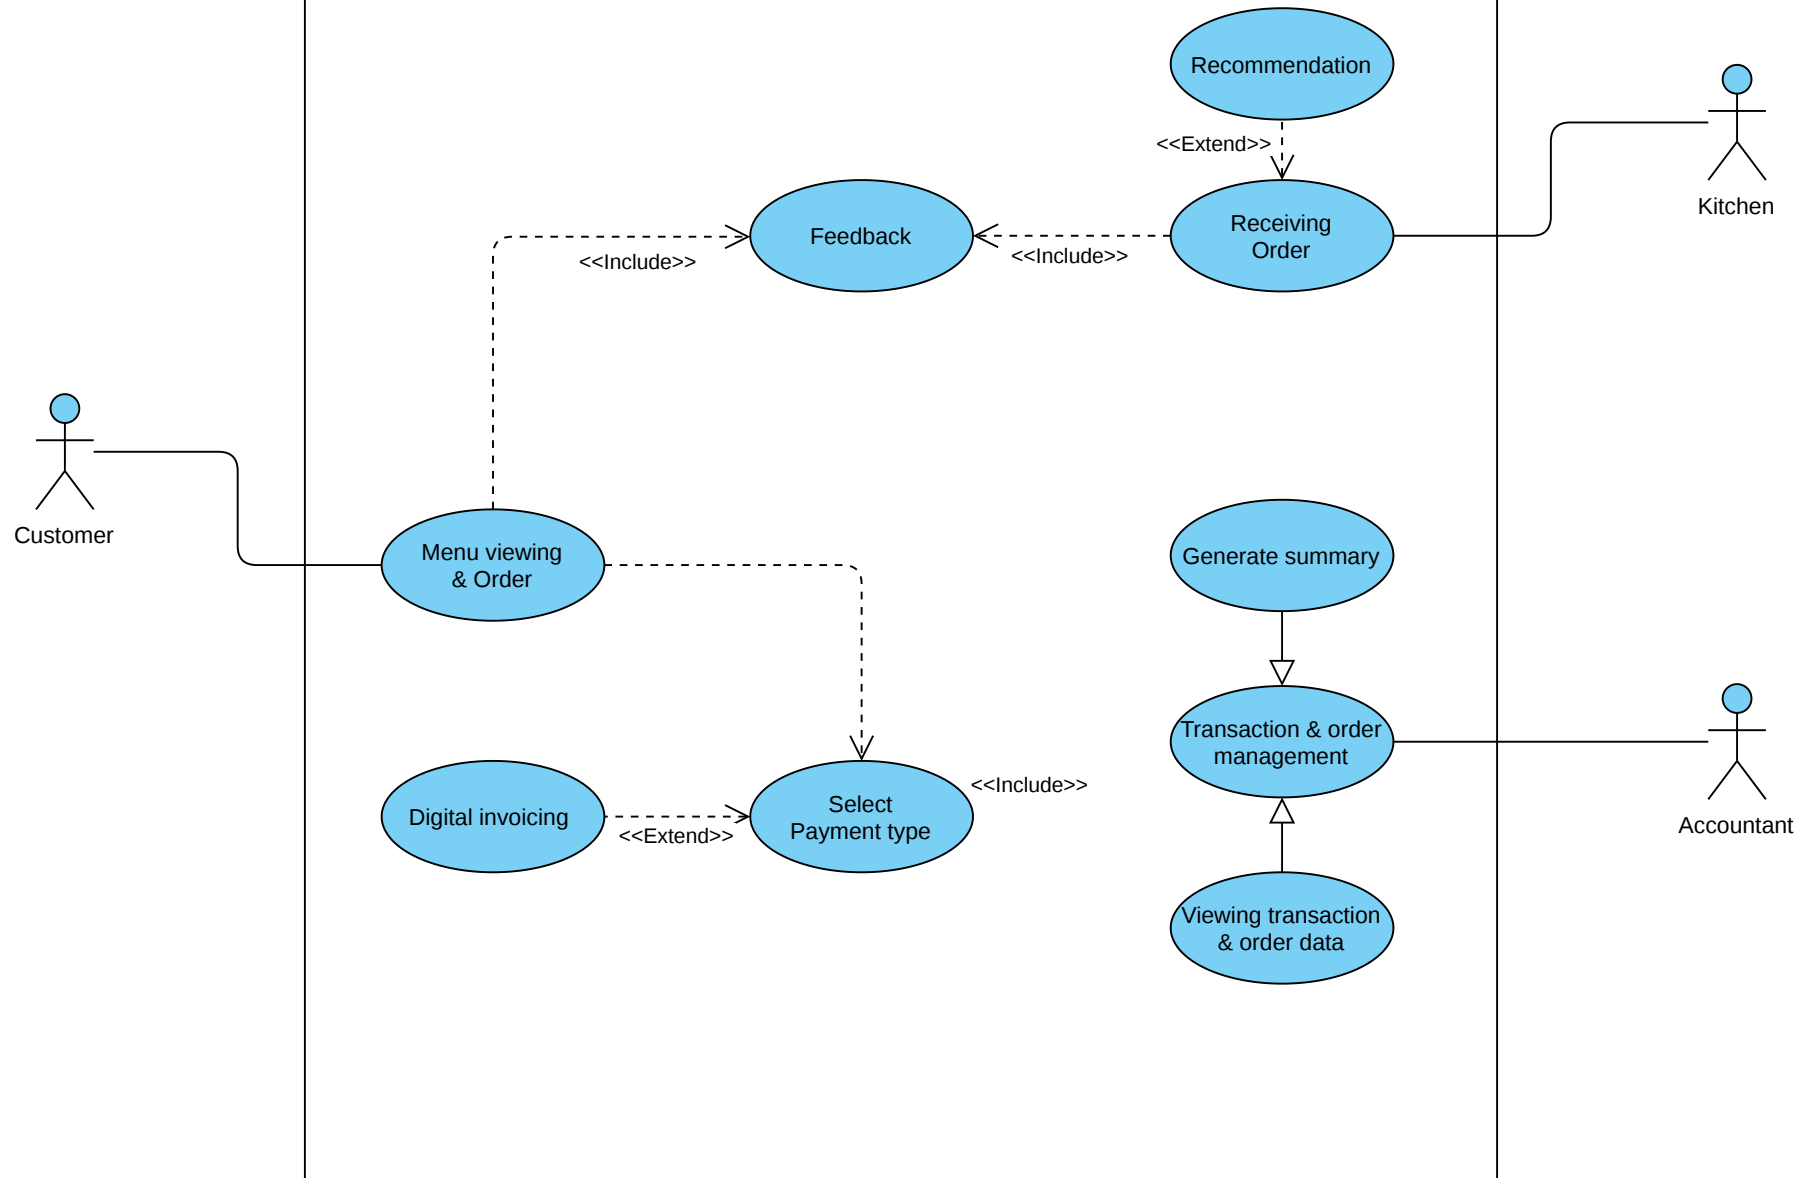 Recommendation
<<Extend>>
Kitchen
Feedback
Receiving
Order
<<Include>>
<<Include>>
Customer
Menu viewing
& Order
Generate summary
Transaction & order
management
Digital invoicing
<<Extend>>
Select
Payment type
<<Include>>
Accountant
Viewing transaction
& order data